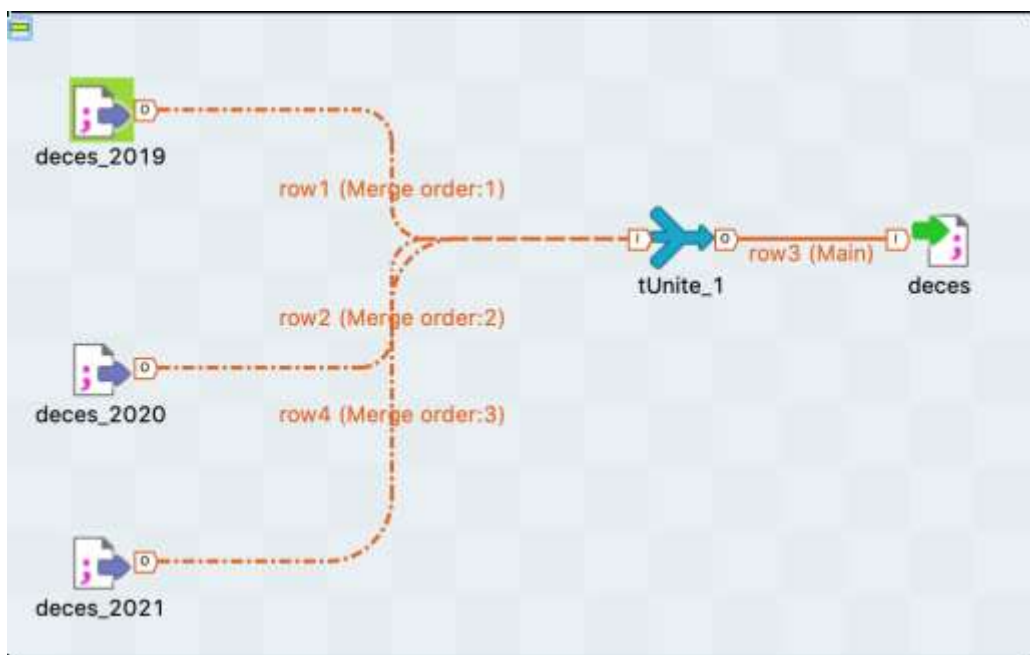 deces_2019
row1 (Merge order:1)
row3 (Main)
tUnite_1
deces
row2 (Merge order:2)
deces_2020
row4 (Merge order:3)
deces_2021